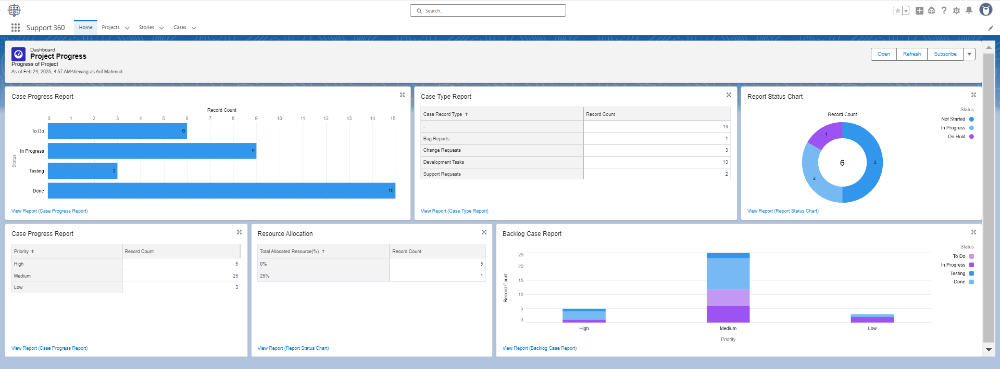 Search...
Support 360
Home
Projects
Stories
Cases
Dashboard
Project Progress
Progress of Project
As of Feb 24, 2025, 4:57 AM·Viewing as Arif Mahmud
Open
Refresh
Subscribe
Case Progress Report
Record Count
0 1 2 3 4 5 6 7 8 9 10 11 12 13 14 15
Status
To Do 6
In Progress 9
Testing 3
Done 15
View Report (Case Progress Report)
Case Type Report
Case Record Type ↑ Record Count
- 14
Bug Reports 1
Change Requests 3
Development Tasks 13
Support Requests 2
View Report (Case Type Report)
Report Status Chart
Status
Record Count
Not Started
In Progress
On Hold
1
6
3
2
View Report (Report Status Chart)
Case Progress Report
Priority ↑ Record Count
High 5
Medium 25
Low 3
View Report (Case Progress Report)
Resource Allocation
Total Allocated Resource(%) ↑ Record Count
0% 5
25% 1
View Report (Report Status Chart)
Backlog Case Report
Status
To Do
In Progress
Testing
Done
Record Count
25
20
15
10
5
0
High Medium Low
Priority
View Report (Backlog Case Report)